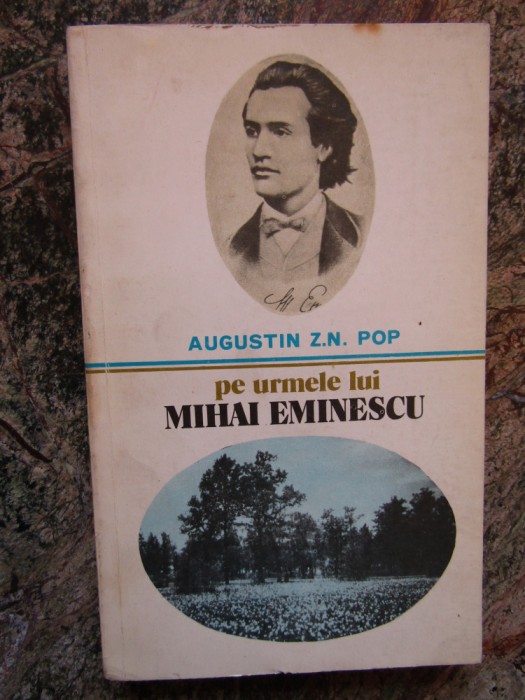 AUGUSTIN Z.N. POP
pe urmele lui
MIHAI EMINESCU